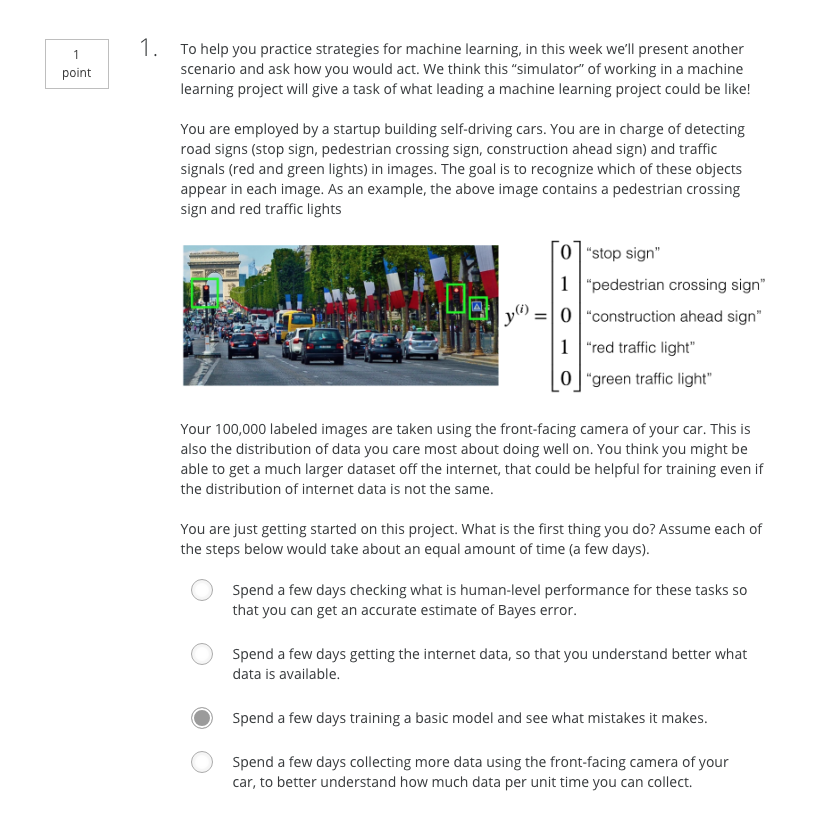 1
point
1.
To help you practice strategies for machine learning, in this week we’ll present another
scenario and ask how you would act. We think this “simulator” of working in a machine
learning project will give a task of what leading a machine learning project could be like!
You are employed by a startup building self-driving cars. You are in charge of detecting
road signs (stop sign, pedestrian crossing sign, construction ahead sign) and traffic
signals (red and green lights) in images. The goal is to recognize which of these objects
appear in each image. As an example, the above image contains a pedestrian crossing
sign and red traffic lights
y(i) =
0 “stop sign”
1 “pedestrian crossing sign”
0 “construction ahead sign”
1 “red traffic light”
0 “green traffic light”
Your 100,000 labeled images are taken using the front-facing camera of your car. This is
also the distribution of data you care most about doing well on. You think you might be
able to get a much larger dataset off the internet, that could be helpful for training even if
the distribution of internet data is not the same.
You are just getting started on this project. What is the first thing you do? Assume each of
the steps below would take about an equal amount of time (a few days).
Spend a few days checking what is human-level performance for these tasks so
that you can get an accurate estimate of Bayes error.
Spend a few days getting the internet data, so that you understand better what
data is available.
Spend a few days training a basic model and see what mistakes it makes.
Spend a few days collecting more data using the front-facing camera of your
car, to better understand how much data per unit time you can collect.